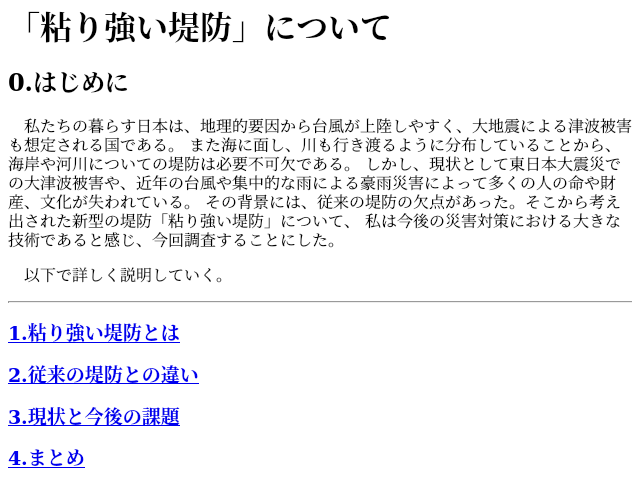 「粘り強い堤防」について
0.はじめに
　私たちの暮らす日本は、地理的要因から台風が上陸しやすく、大地震による津波被害
も想定される国である。 また海に面し、川も行き渡るように分布していることから、
海岸や河川についての堤防は必要不可欠である。 しかし、現状として東日本大震災で
の大津波被害や、近年の台風や集中的な雨による豪雨災害によって多くの人の命や財
産、文化が失われている。 その背景には、従来の堤防の欠点があった。そこから考え
出された新型の堤防「粘り強い堤防」について、 私は今後の災害対策における大きな
技術であると感じ、今回調査することにした。
　以下で詳しく説明していく。
1.粘り強い堤防とは
2.従来の堤防との違い
3.現状と今後の課題
4.まとめ